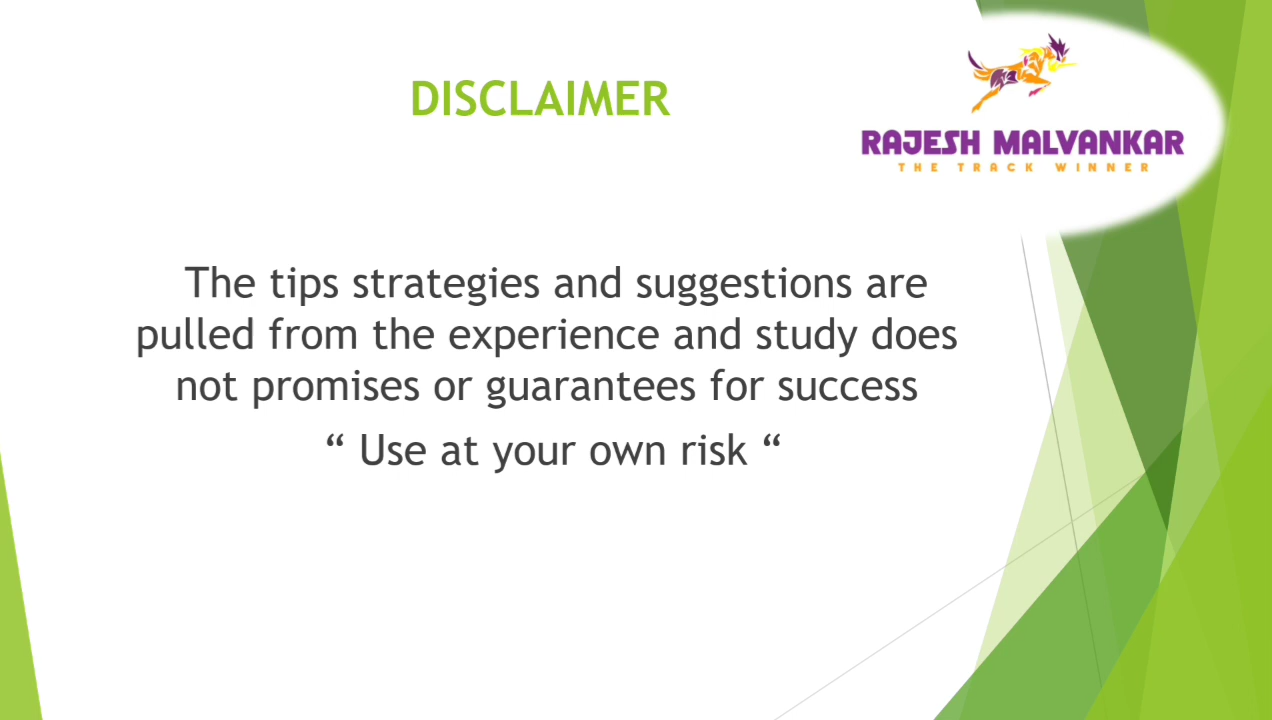 DISCLAIMER
RAJESH MALVANKAR
THE TRACK WINNER
The tips strategies and suggestions are
pulled from the experience and study does
not promises or guarantees for success
“ Use at your own risk “